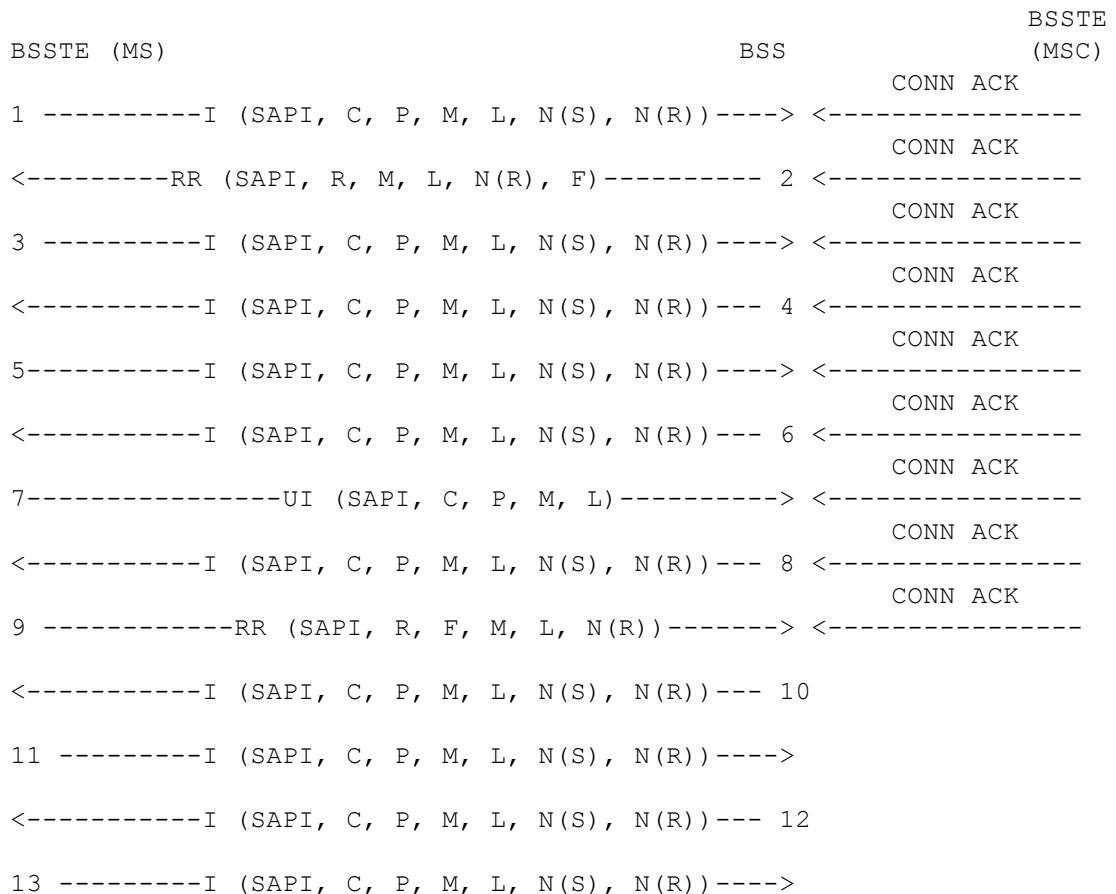 BSSTE
BSSTE (MS) BSS (MSC)
CONN ACK
1 ----------I (SAPI, C, P, M, L, N(S), N(R))----> <----------------
CONN ACK
<---------RR (SAPI, R, M, L, N(R), F)---------- 2 <----------------
CONN ACK
3 ----------I (SAPI, C, P, M, L, N(S), N(R))----> <----------------
CONN ACK
<-----------I (SAPI, C, P, M, L, N(S), N(R))--- 4 <----------------
CONN ACK
5-----------I (SAPI, C, P, M, L, N(S), N(R))----> <----------------
CONN ACK
<-----------I (SAPI, C, P, M, L, N(S), N(R))--- 6 <----------------
CONN ACK
7----------------UI (SAPI, C, P, M, L)----------> <----------------
CONN ACK
<-----------I (SAPI, C, P, M, L, N(S), N(R))--- 8 <----------------
CONN ACK
9 ------------RR (SAPI, R, F, M, L, N(R))-------> <----------------
<-----------I (SAPI, C, P, M, L, N(S), N(R))--- 10
11 ---------I (SAPI, C, P, M, L, N(S), N(R))---->
<-----------I (SAPI, C, P, M, L, N(S), N(R))--- 12
13 ---------I (SAPI, C, P, M, L, N(S), N(R))---->